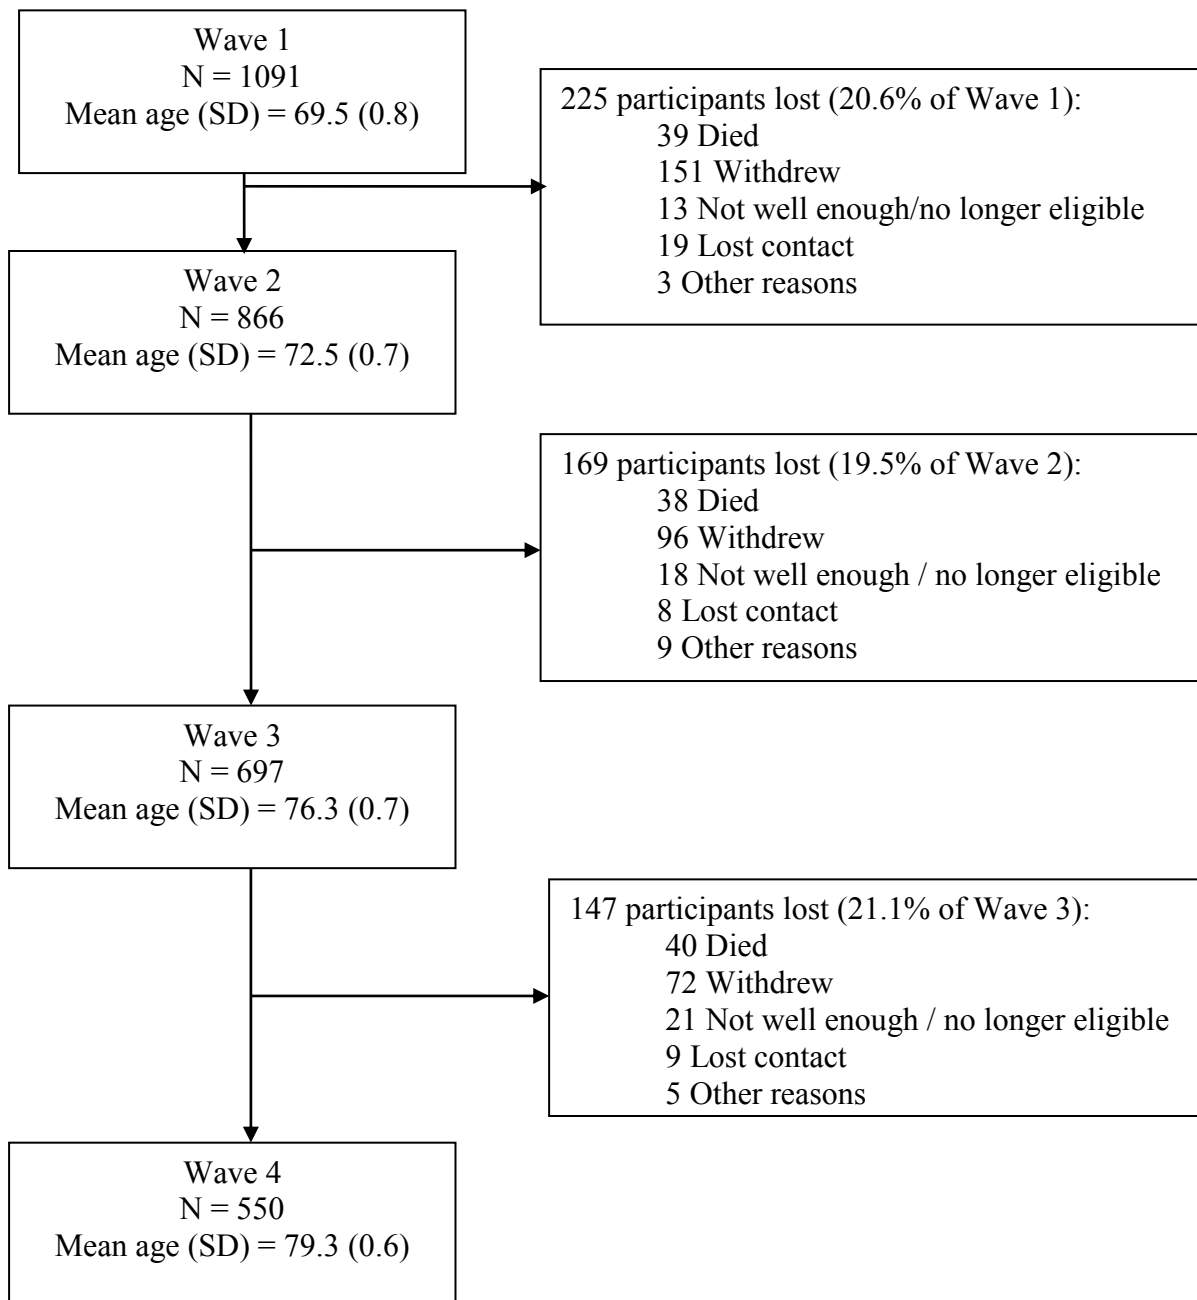 Wave 1
N = 1091
Mean age (SD) = 69.5 (0.8)
225 participants lost (20.6% of Wave 1):
39 Died
151 Withdrew
13 Not well enough/no longer eligible
19 Lost contact
3 Other reasons
Wave 2
N = 866
Mean age (SD) = 72.5 (0.7)
169 participants lost (19.5% of Wave 2):
38 Died
96 Withdrew
18 Not well enough / no longer eligible
8 Lost contact
9 Other reasons
Wave 3
N = 697
Mean age (SD) = 76.3 (0.7)
147 participants lost (21.1% of Wave 3):
40 Died
72 Withdrew
21 Not well enough / no longer eligible
9 Lost contact
5 Other reasons
Wave 4
N = 550
Mean age (SD) = 79.3 (0.6)